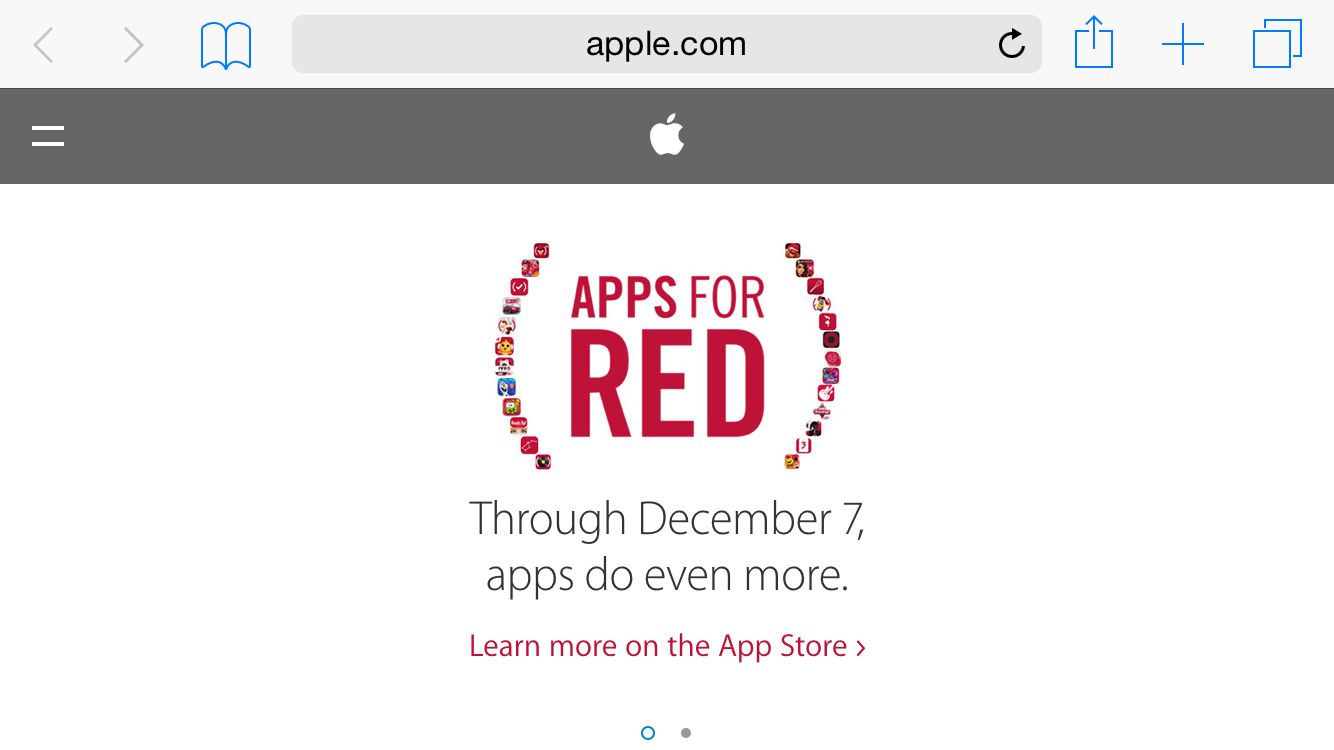 apple.com
APPS FOR
RED
Through December 7,
apps do even more.
Learn more on the App Store ›